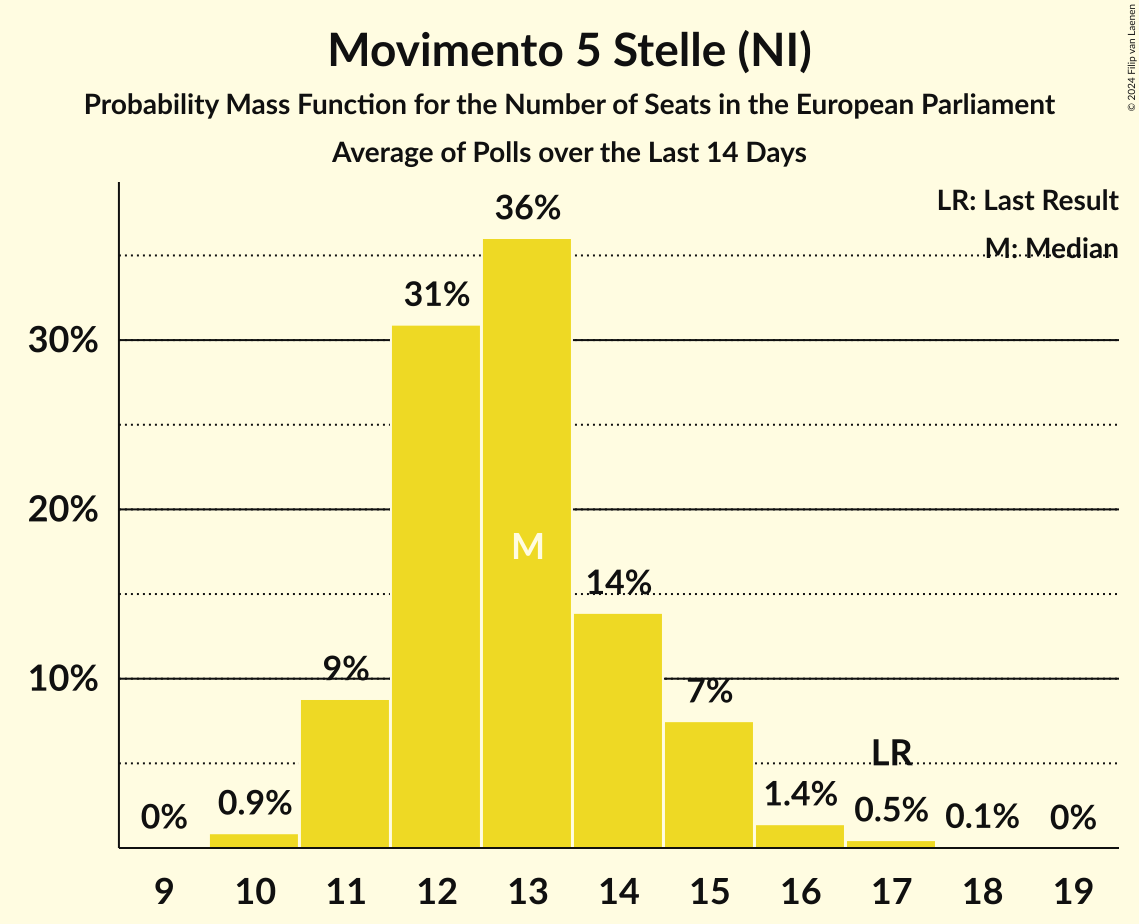 Movimento 5 Stelle (NI)
Probability Mass Function for the Number of Seats in the European Parliament
Average of Polls over the Last 14 Days
© 2024 Filip van Laenen
LR: Last Result
M: Median
36%
31%
30%
20%
M
14%
9%
10%
7%
LR
0%
0.9%
1.4%
0.5%
0.1%
0%
9 10 11 12 13 14 15 16 17 18 19